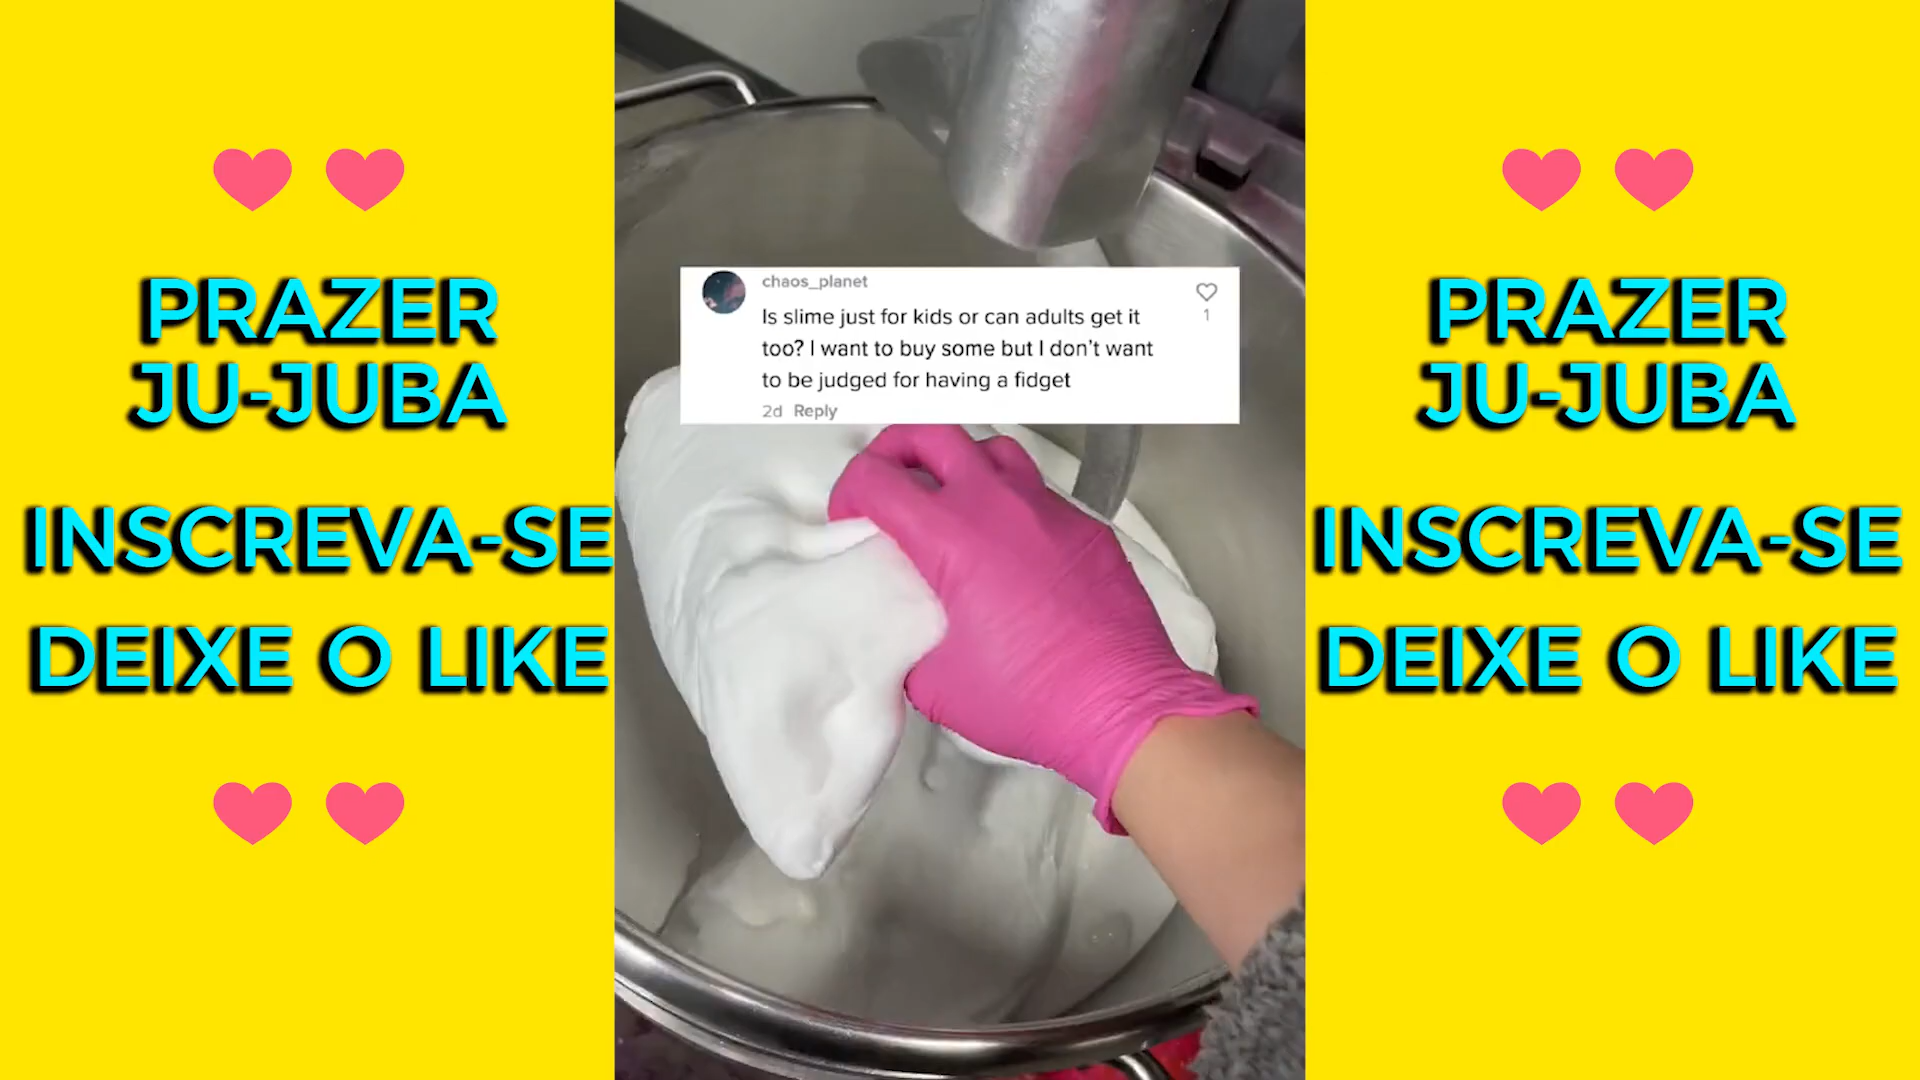 PRAZER
JU-JUBA
INSCREVA-SE
DEIXE O LIKE
chaos_planet
Is slime just for kids or can adults get it
too? I want to buy some but I don't want
to be judged for having a fidget
1
2d Reply
PRAZER
JU-JUBA
INSCREVA-SE
DEIXE O LIKE